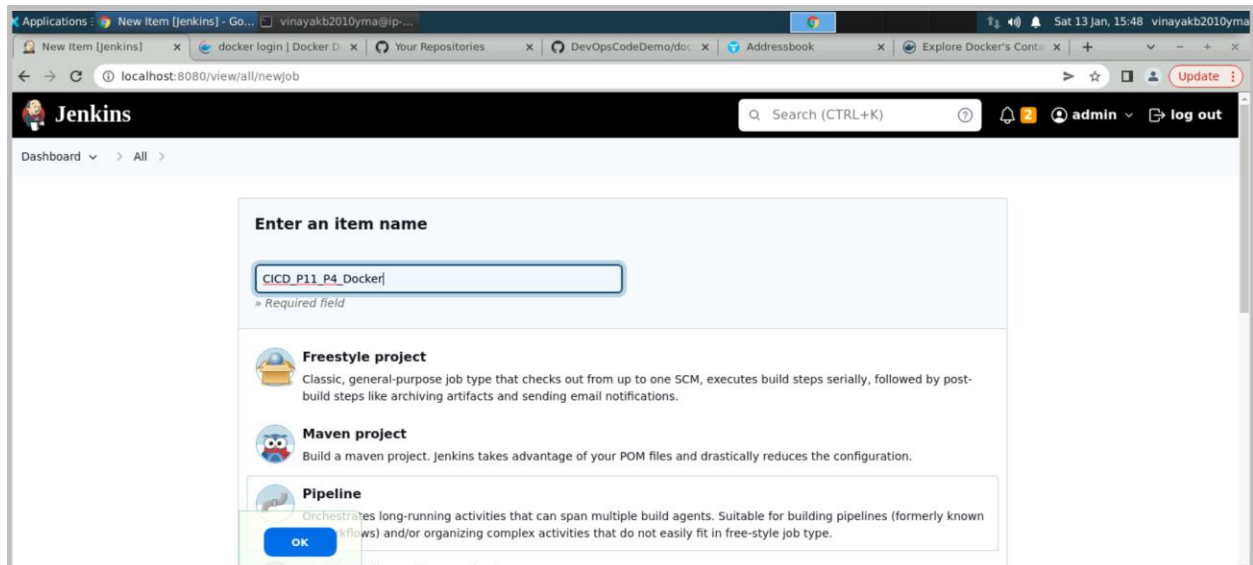 Applications
New Item [Jenkins] - Go...
vinayakb2010yma@ip-...
Sat 13 Jan, 15:48 vinayakb2010yma
New Item [Jenkins]
docker login | Docker D
Your Repositories
DevOpsCodeDemo/doc
Addressbook
Explore Docker's Conta
localhost:8080/view/all/newJob
Update
Jenkins
Search (CTRL+K)
2
admin
log out
Dashboard > All >
Enter an item name
CICD_P11_P4_Docker
» Required field
Freestyle project
Classic, general-purpose job type that checks out from up to one SCM, executes build steps serially, followed by post-
build steps like archiving artifacts and sending email notifications.
Maven project
Build a maven project. Jenkins takes advantage of your POM files and drastically reduces the configuration.
Pipeline
Orchestrates long-running activities that can span multiple build agents. Suitable for building pipelines (formerly known
OK
kflows) and/or organizing complex activities that do not easily fit in free-style job type.